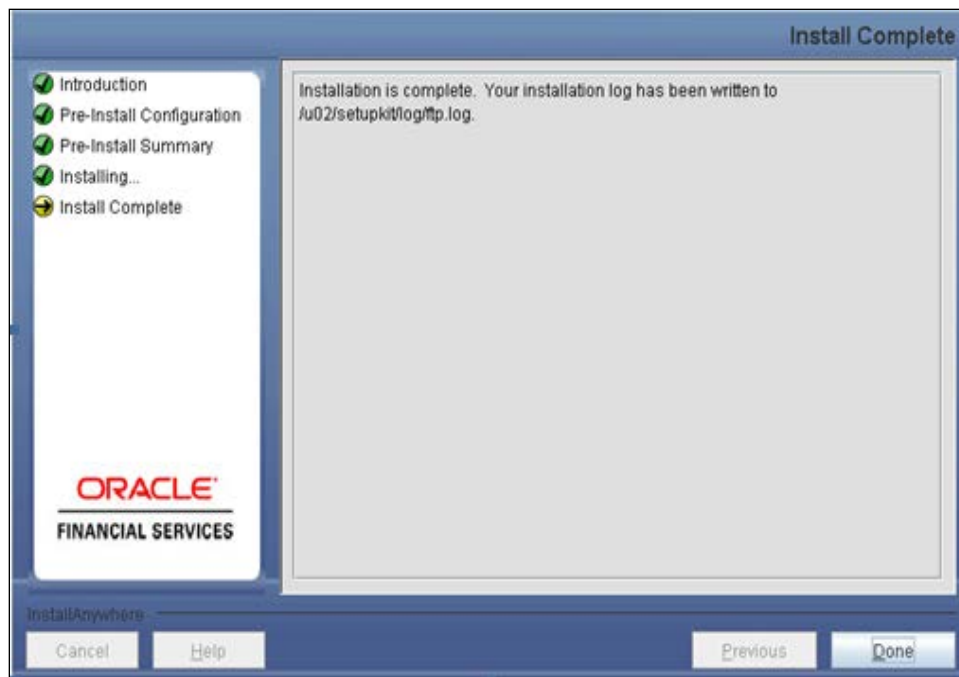 Install Complete
Introduction
Pre-Install Configuration
Pre-Install Summary
Installing...
Install Complete
Installation is complete. Your installation log has been written to
/u02/setupkit/log/ftp.log.
ORACLE
FINANCIAL SERVICES
InstallAnywhere
Cancel
Help
Previous
Done